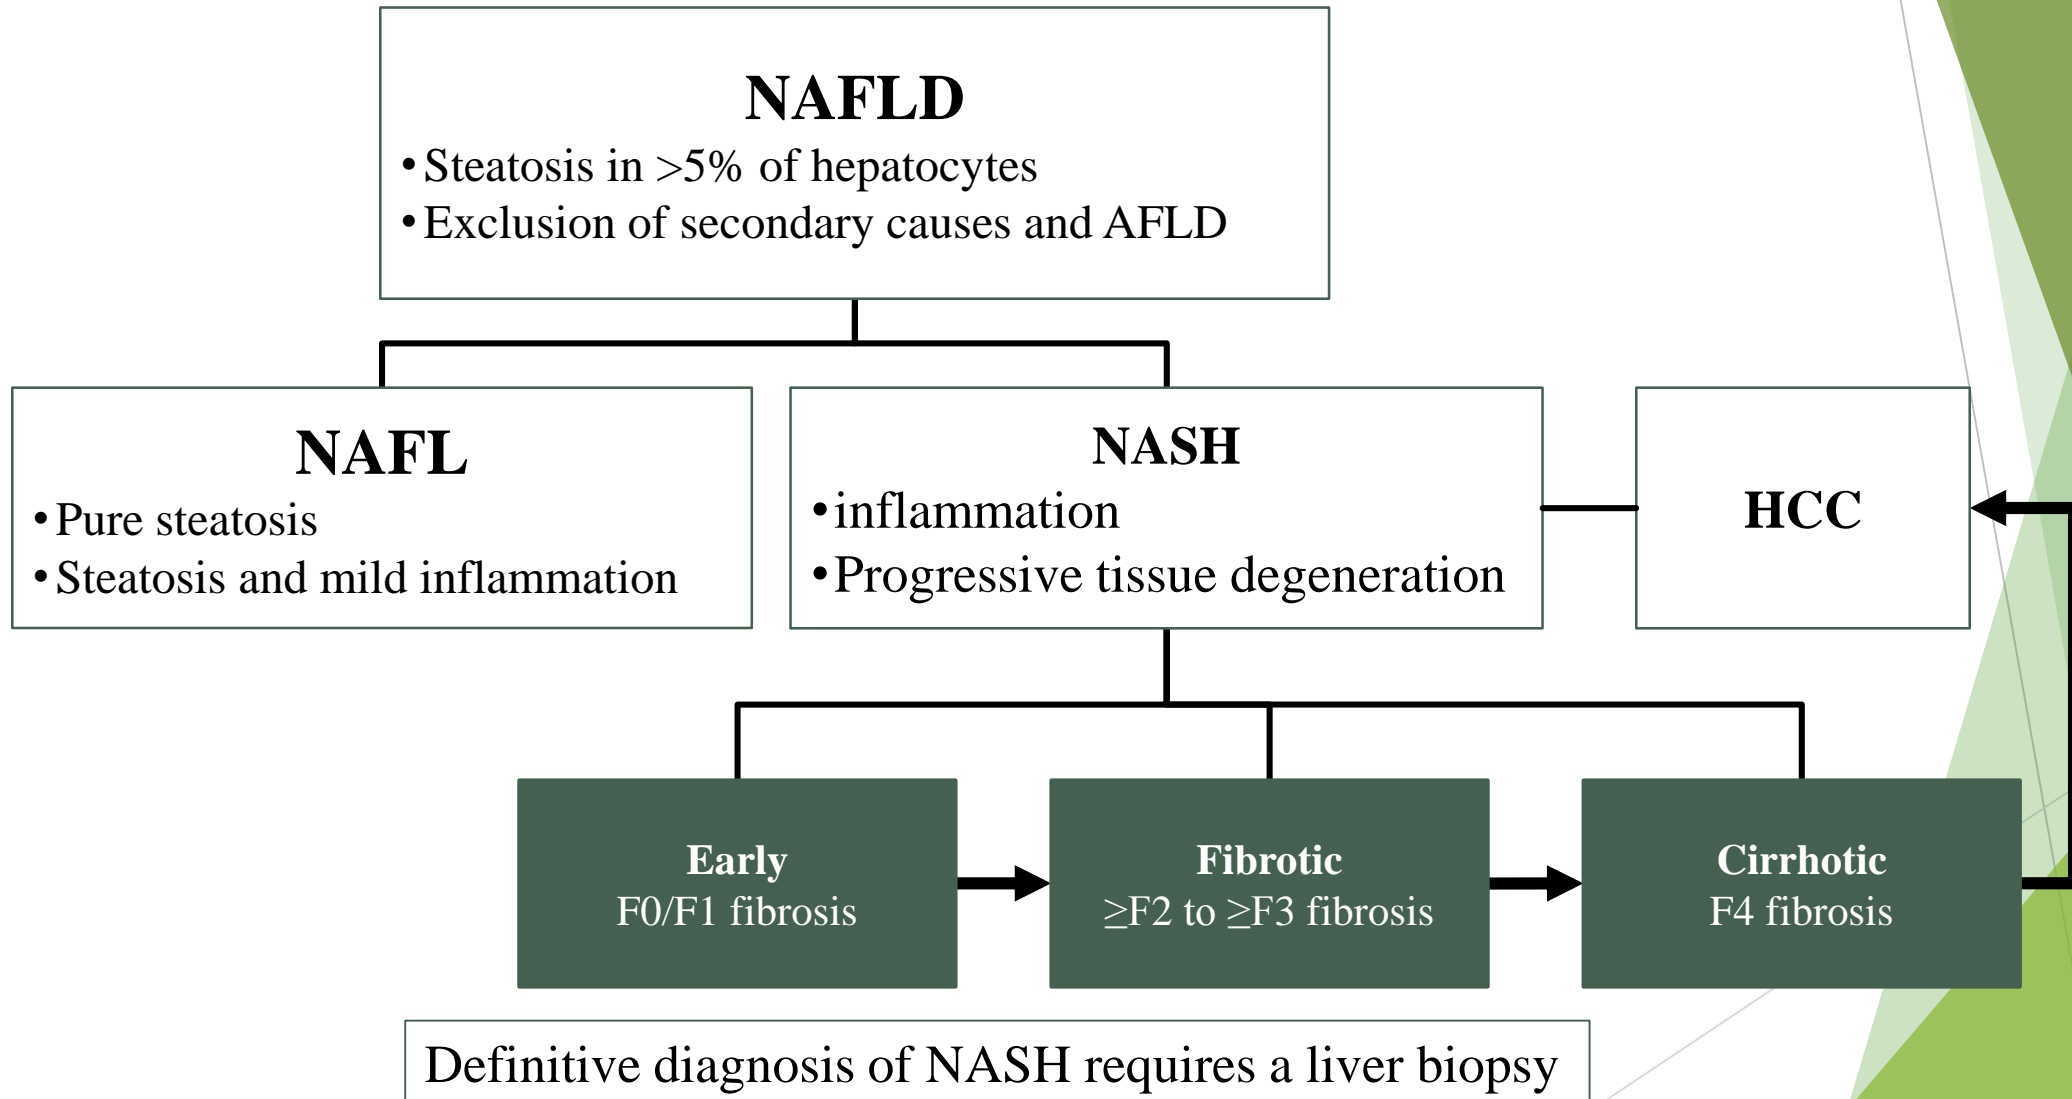 NAFLD
• Steatosis in >5% of hepatocytes
• Exclusion of secondary causes and AFLD
NAFL
• Pure steatosis
• Steatosis and mild inflammation
NASH
• inflammation
• Progressive tissue degeneration
HCC
Early
F0/F1 fibrosis
Fibrotic
≥F2 to ≥F3 fibrosis
Cirrhotic
F4 fibrosis
Definitive diagnosis of NASH requires a liver biopsy